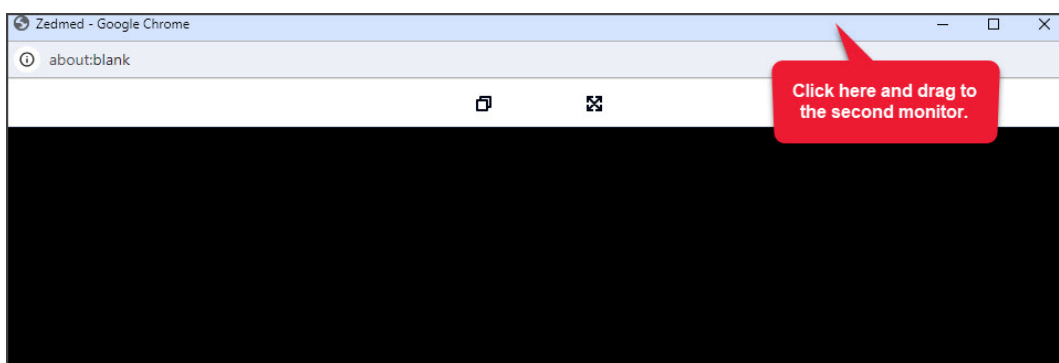 Zedmed - Google Chrome
about:blank
Click here and drag to
the second monitor.